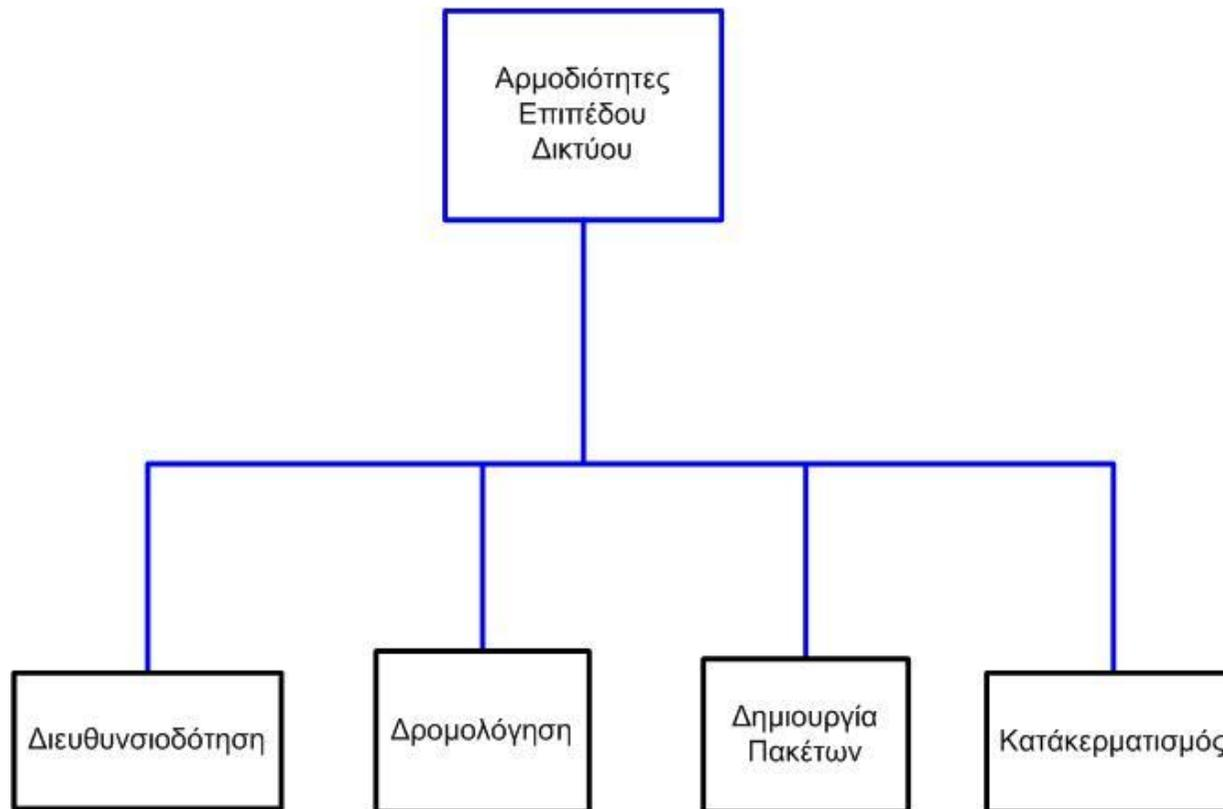 Αρμοδιότητες
Επιπέδου
Δικτύου
Διευθυνσιοδότηση
Δρομολόγηση
Δημιουργία
Πακέτων
Κατάκερματισμός